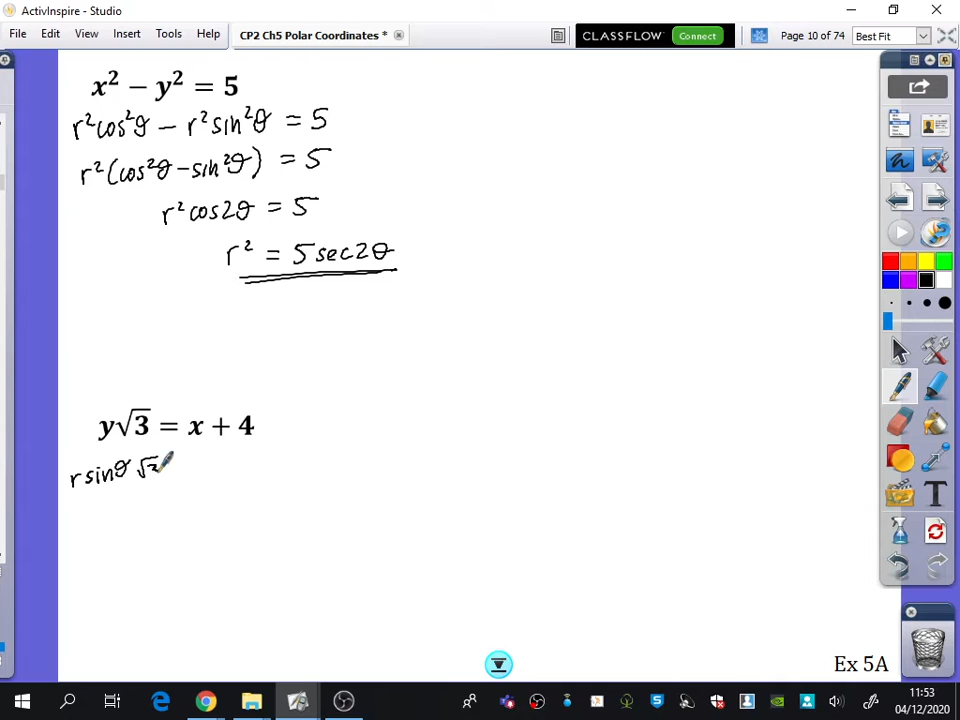 ActivInspire - Studio
File Edit View Insert Tools Help
CP2 Ch5 Polar Coordinates *
CLASSFLOW Connect
Page 10 of 74
Best Fit
x² − y² = 5
r²cos²θ − r²sin²θ = 5
r²(cos²θ − sin²θ) = 5
r²cos2θ = 5
r² = 5sec2θ
y√3 = x + 4
r sinθ
Ex 5A
11:53
04/12/2020